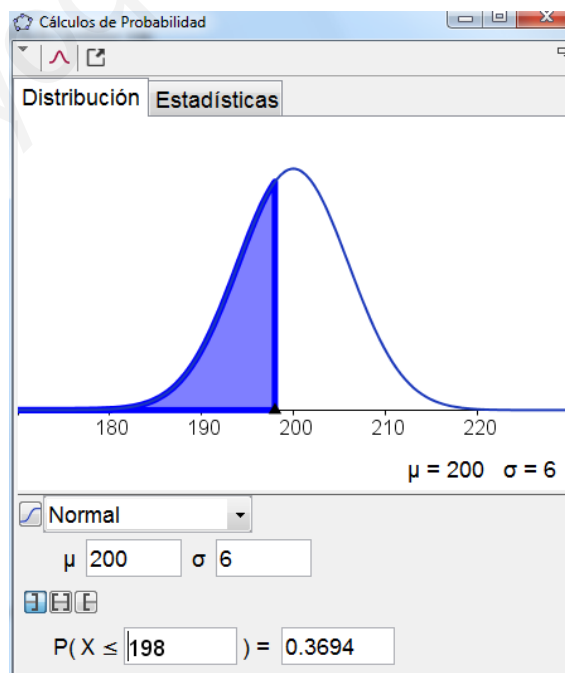 Cálculos de Probabilidad
Distribución Estadísticas
180 190 200 210 220
μ = 200 σ = 6
Normal
μ 200 σ 6
P( X ≤ 198 ) = 0.3694